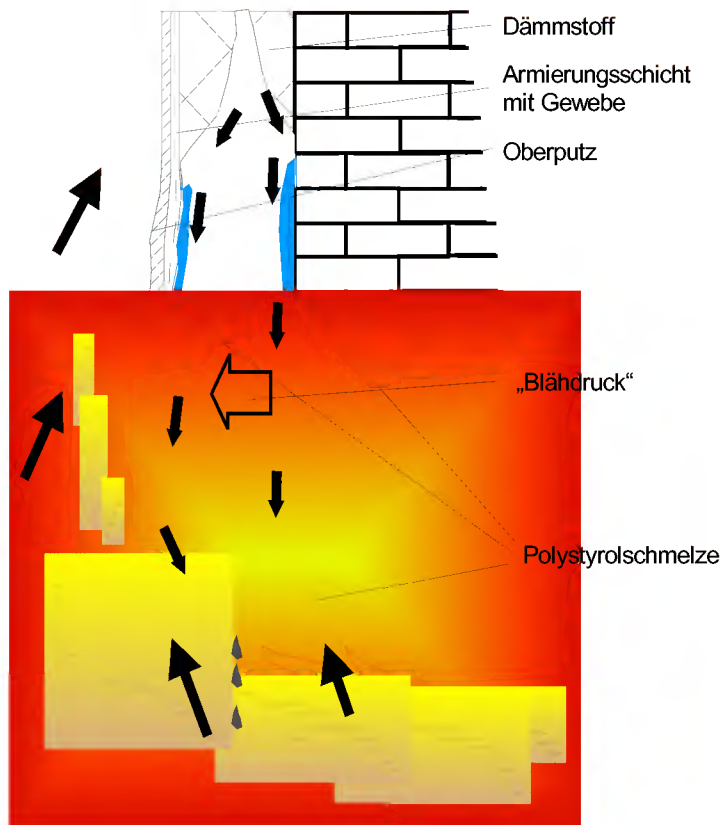 Dämmstoff
Armierungsschicht
mit Gewebe
Oberputz
„Blähdruck“
Polystyrolschmelze